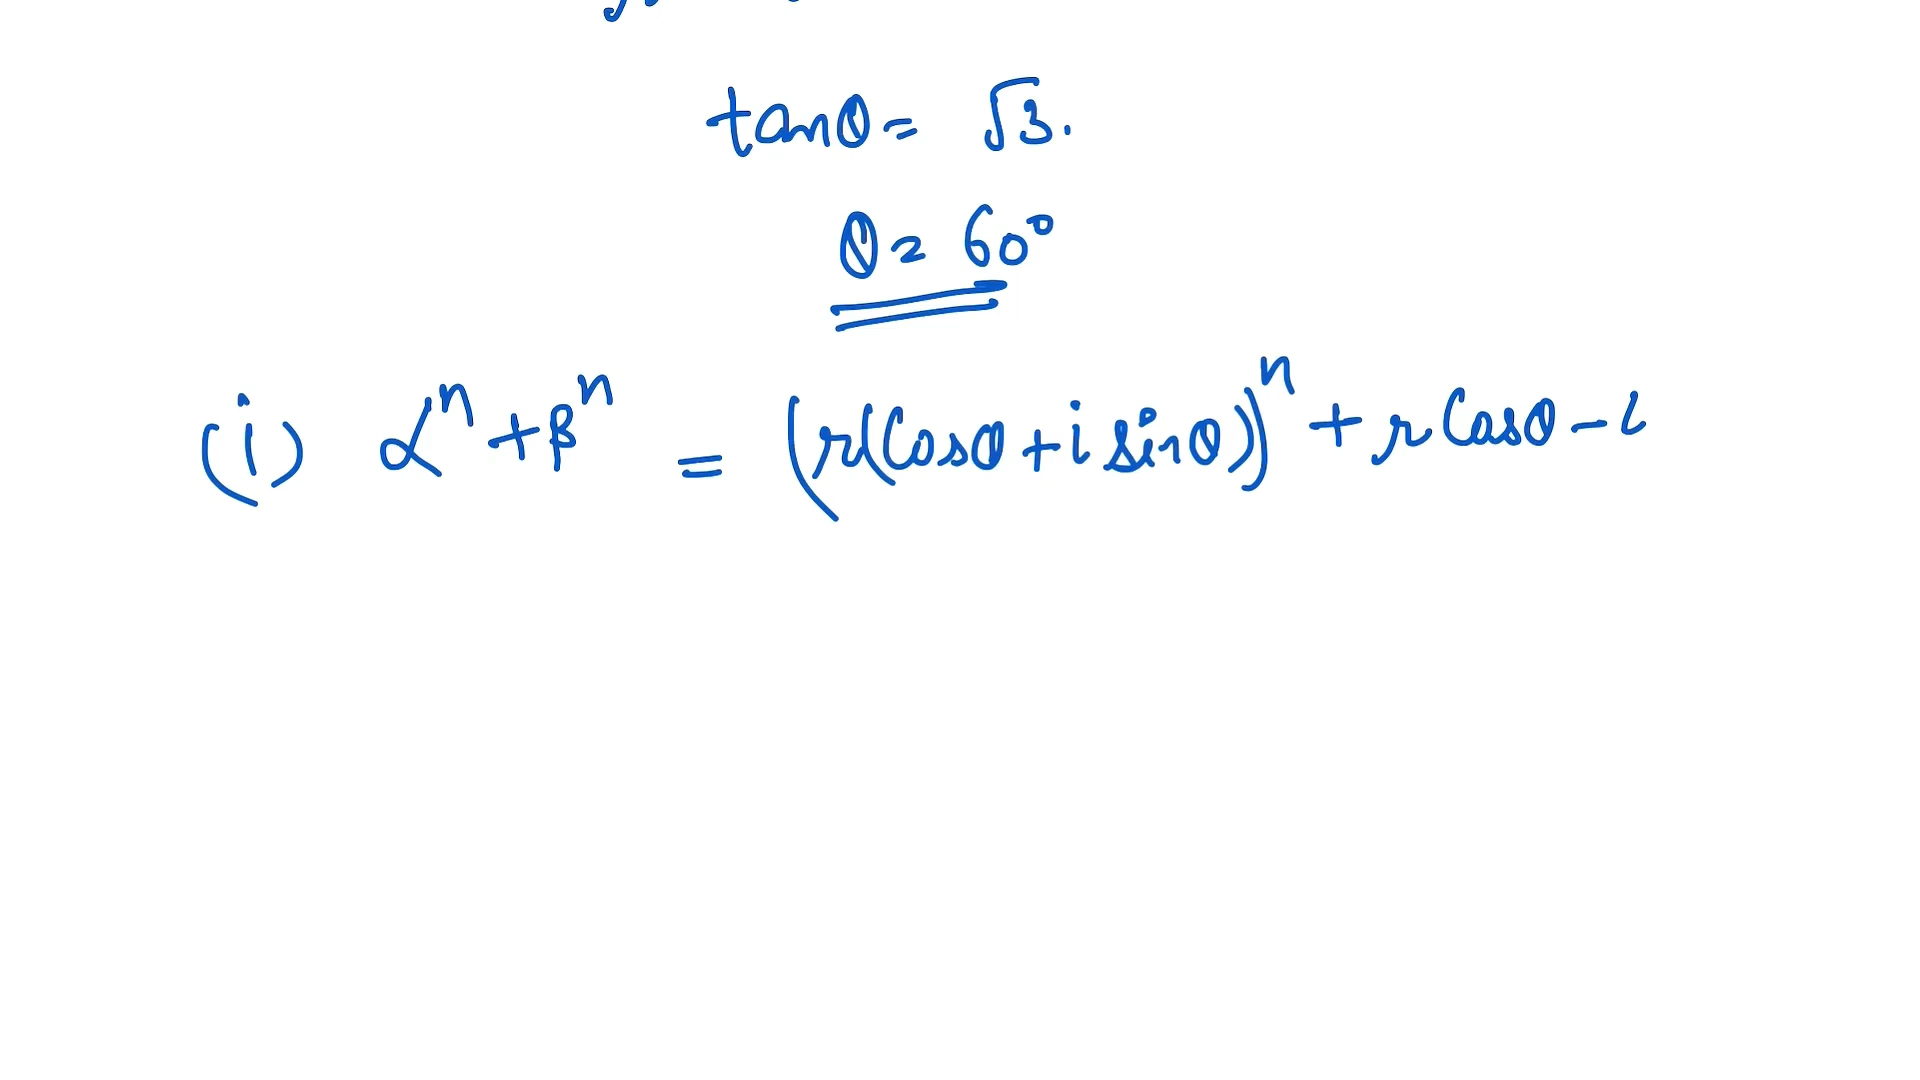 tanθ = √3.
θ = 60°
(i) αⁿ + βⁿ = (r(Cosθ + i sinθ))ⁿ + r Cosθ - i